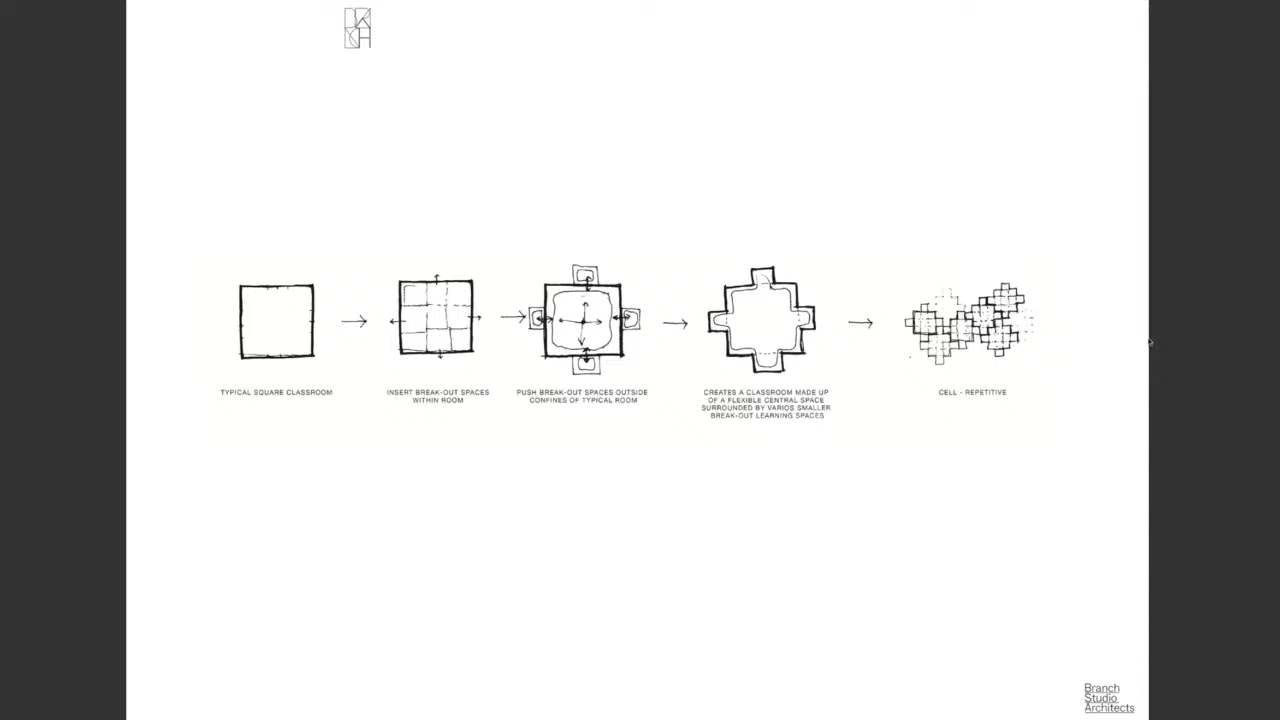 TYPICAL SQUARE CLASSROOM
INSERT BREAK-OUT SPACES
WITHIN ROOM
PUSH BREAK-OUT SPACES OUTSIDE
CONFINES OF TYPICAL ROOM
CREATES A CLASSROOM MADE UP
OF A FLEXIBLE CENTRAL SPACE
SURROUNDED BY VARIOS SMALLER
BREAK-OUT LEARNING SPACES
CELL - REPETITIVE
Branch
Studio
Architects